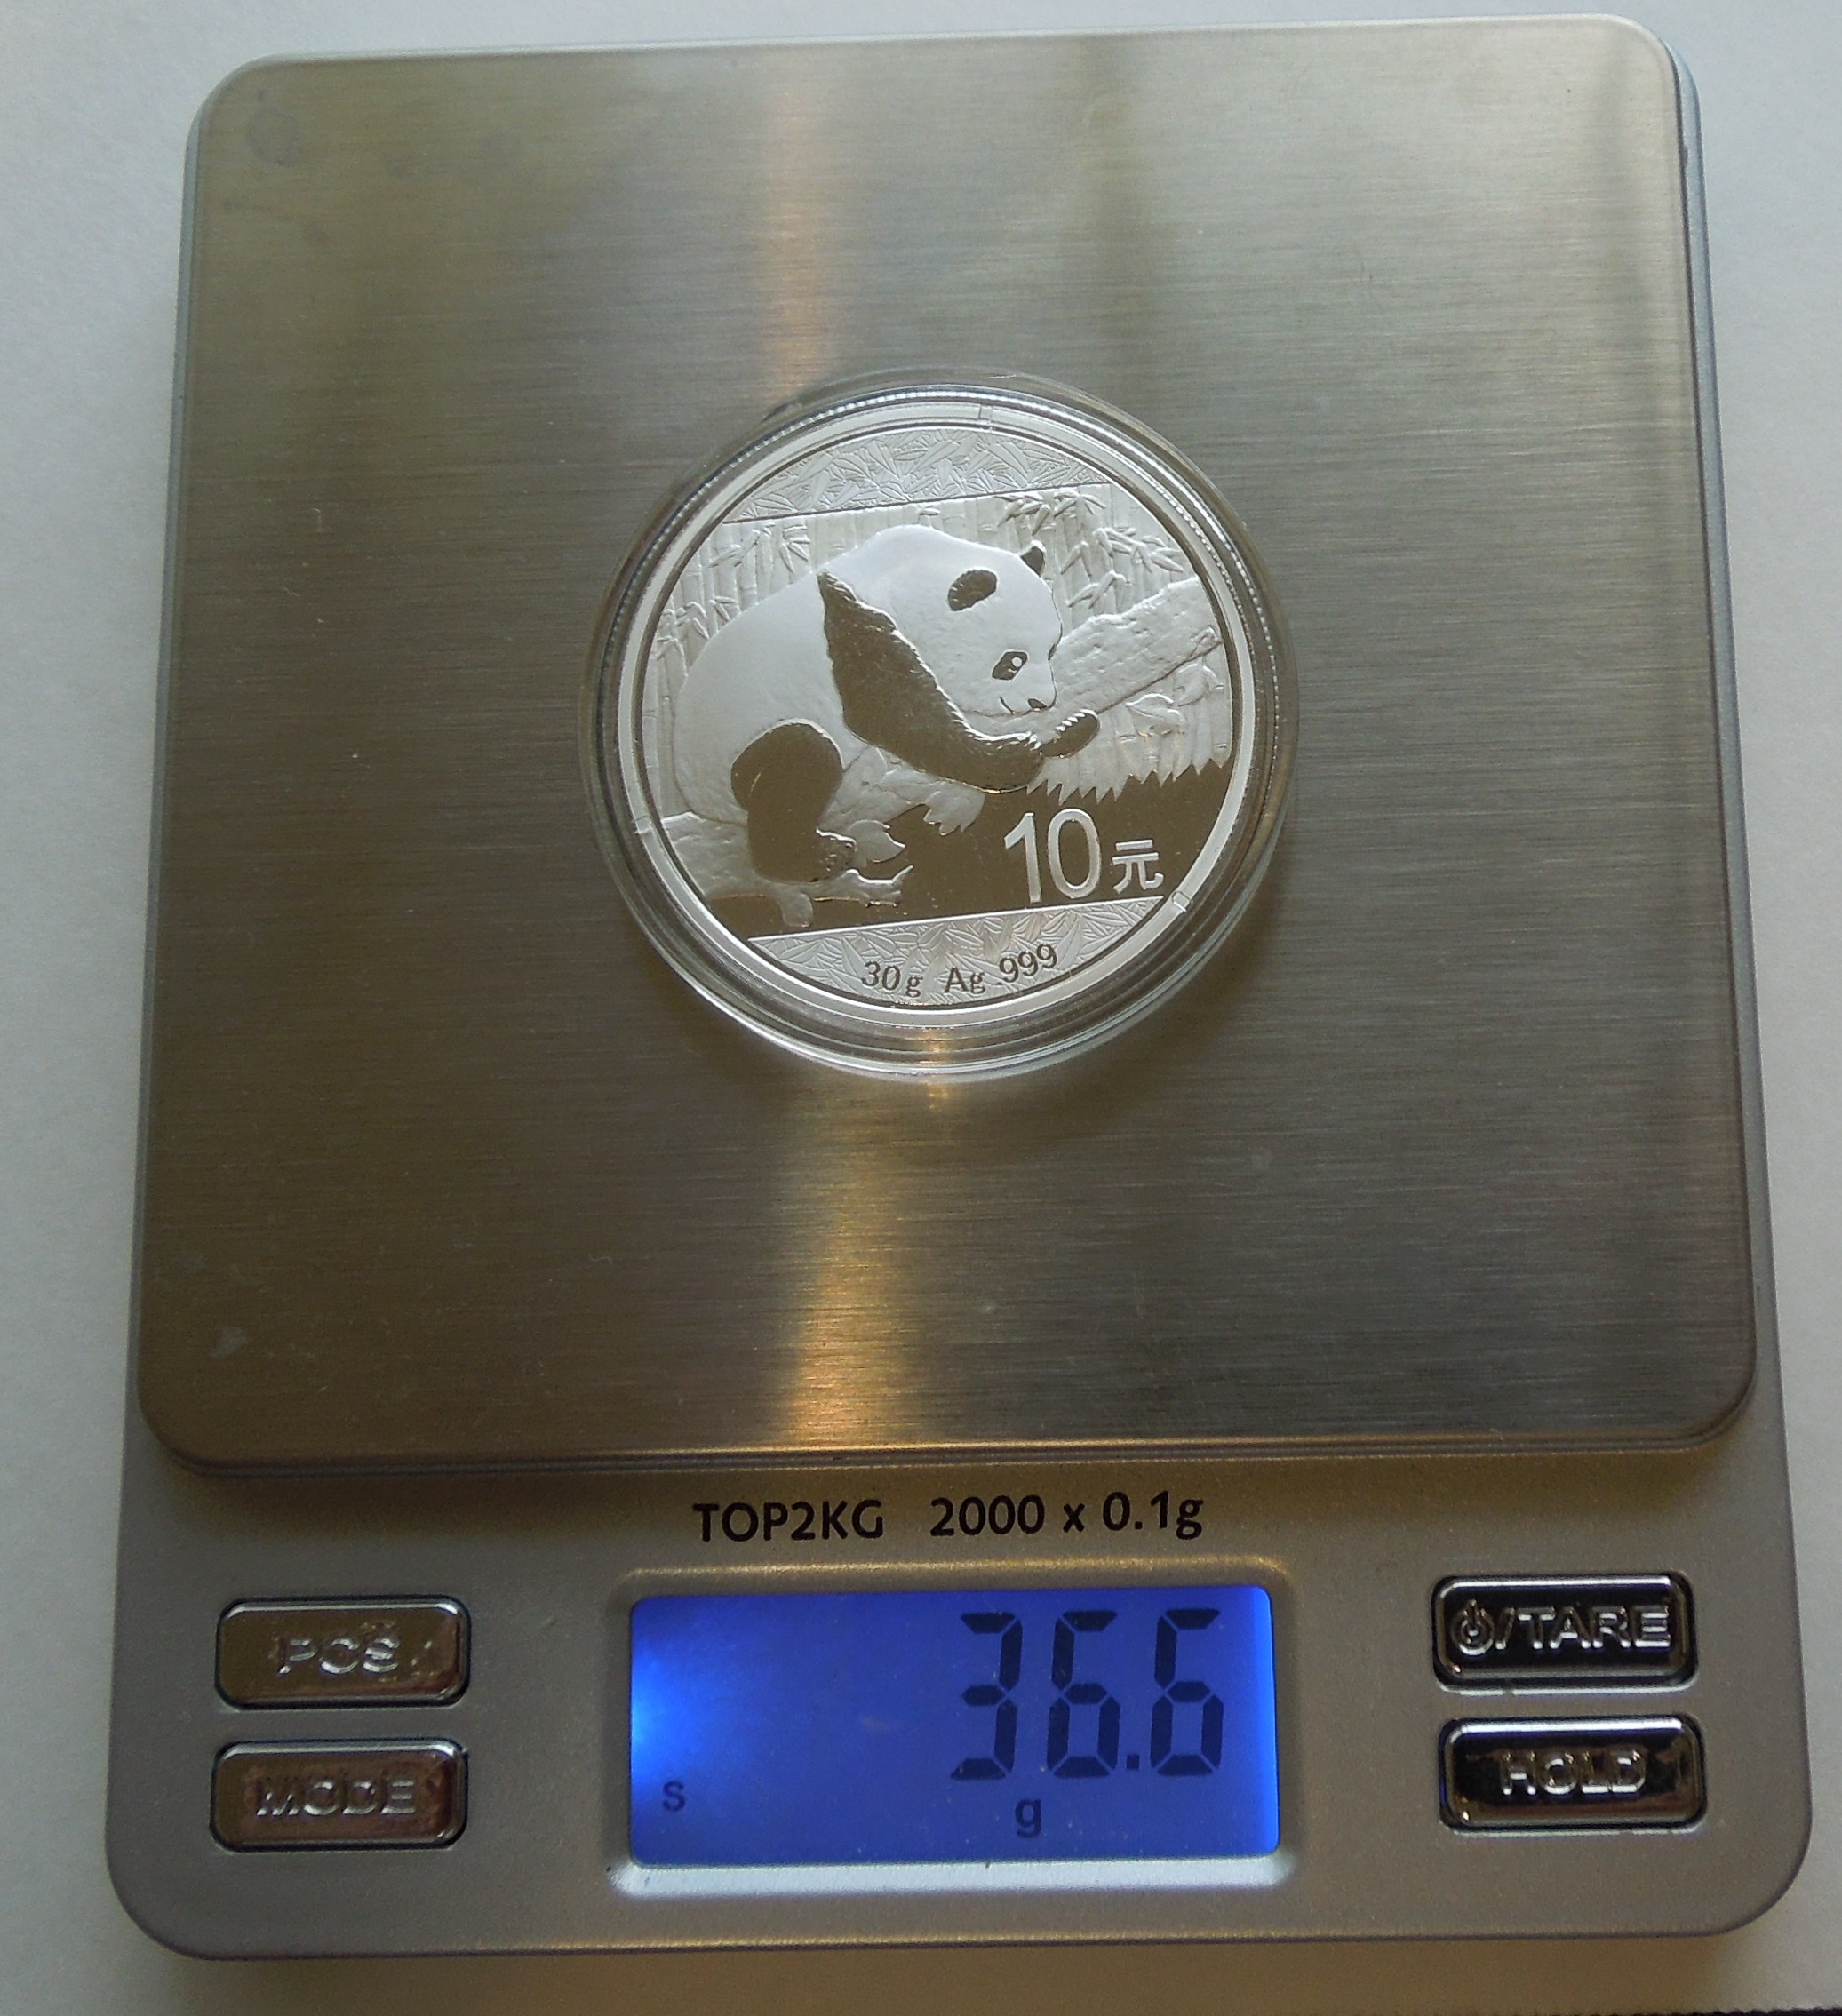 10元
30g Ag .999
TOP2KG 2000 x 0.1g
PCS
MODE
36.6
s
g
/TARE
HOLD